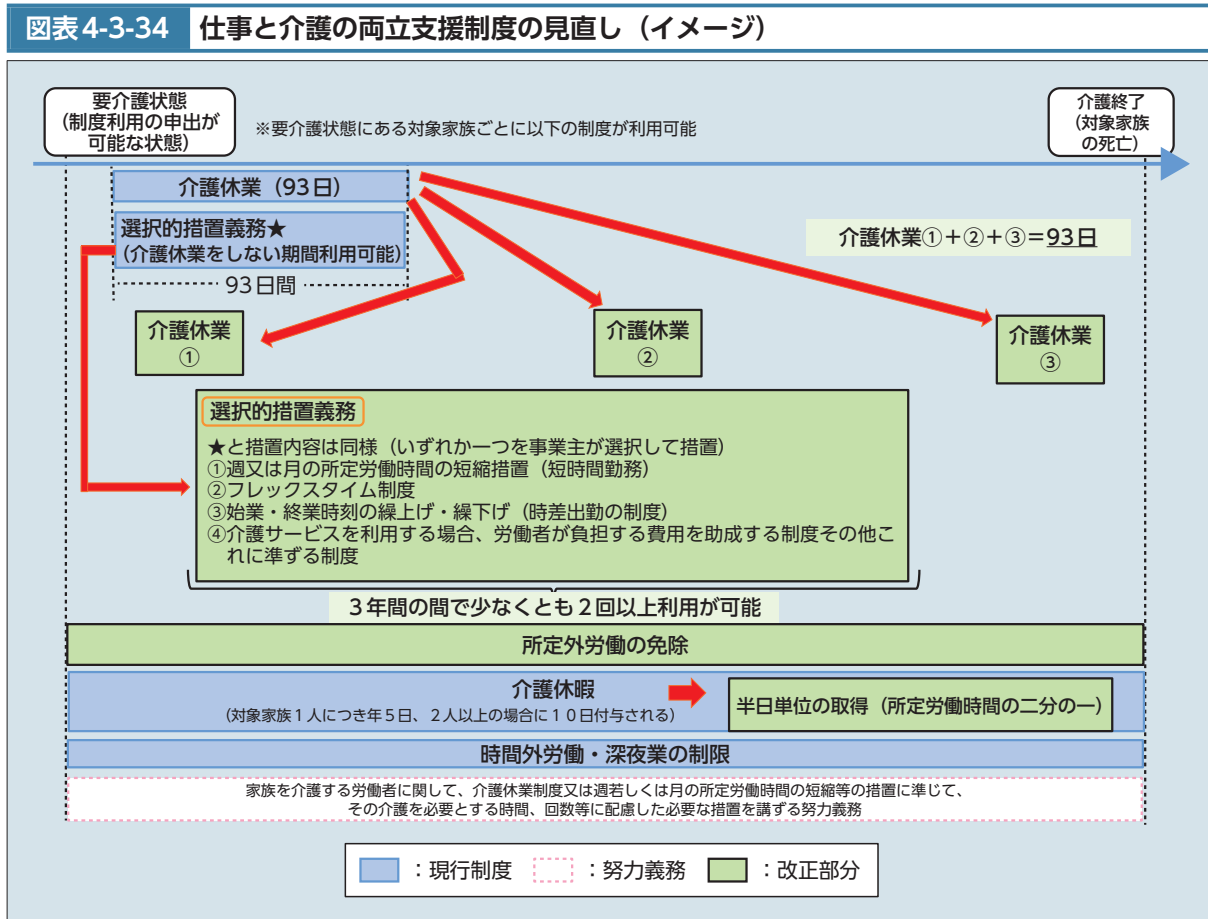 図表4-3-34 仕事と介護の両立支援制度の見直し（イメージ）
要介護状態
（制度利用の申出が
可能な状態）
※要介護状態にある対象家族ごとに以下の制度が利用可能
介護終了
（対象家族
の死亡）
介護休業（93日）
選択的措置義務★
（介護休業をしない期間利用可能）
93日間
介護休業①＋②＋③＝93日
介護休業
①
介護休業
②
介護休業
③
選択的措置義務
★と措置内容は同様（いずれか一つを事業主が選択して措置）
①週又は月の所定労働時間の短縮措置（短時間勤務）
②フレックスタイム制度
③始業・終業時刻の繰上げ・繰下げ（時差出勤の制度）
④介護サービスを利用する場合、労働者が負担する費用を助成する制度その他こ
れに準ずる制度
３年間の間で少なくとも２回以上利用が可能
所定外労働の免除
介護休暇
（対象家族１人につき年５日、２人以上の場合に１０日付与される）
半日単位の取得（所定労働時間の二分の一）
時間外労働・深夜業の制限
家族を介護する労働者に関して、介護休業制度又は週若しくは月の所定労働時間の短縮等の措置に準じて、
その介護を必要とする時間、回数等に配慮した必要な措置を講ずる努力義務
：現行制度 ：努力義務 ：改正部分